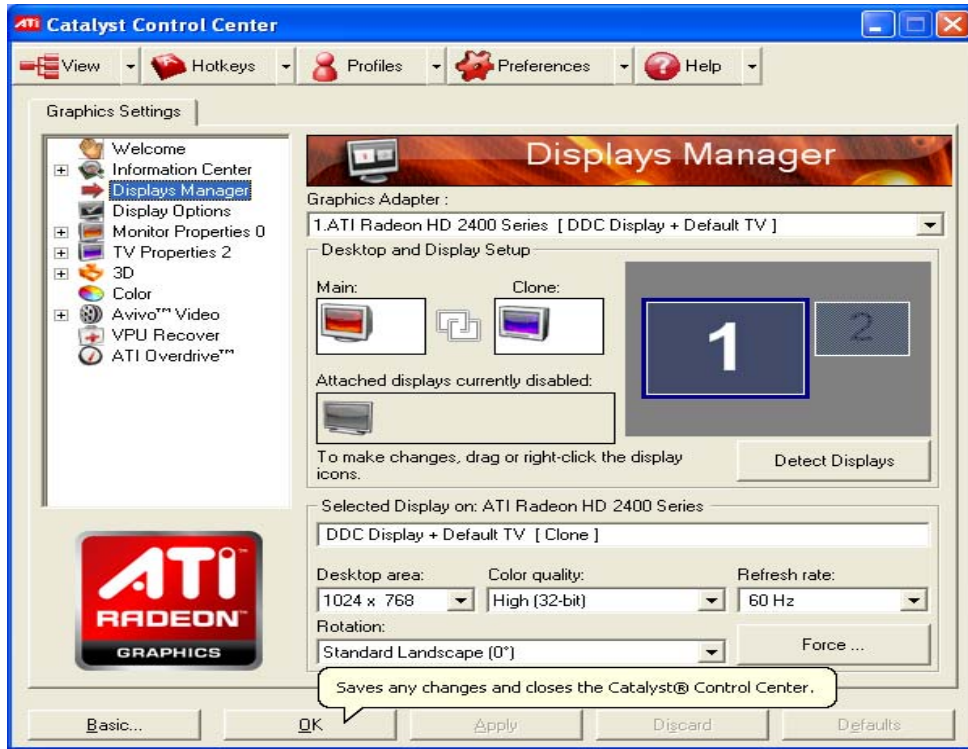 ATI Catalyst Control Center
View Hotkeys Profiles Preferences Help
Graphics Settings
Welcome
Information Center
Displays Manager
Display Options
Monitor Properties 0
TV Properties 2
3D
Color
Avivo™ Video
VPU Recover
ATI Overdrive™
ATI™
RADEON™
GRAPHICS
Displays Manager
Graphics Adapter :
1.ATI Radeon HD 2400 Series [ DDC Display + Default TV ]
Desktop and Display Setup
Main: Clone:
1 2
Attached displays currently disabled:
To make changes, drag or right-click the display
icons.
Detect Displays
Selected Display on: ATI Radeon HD 2400 Series
DDC Display + Default TV [ Clone ]
Desktop area: Color quality: Refresh rate:
1024 x 768 High (32-bit) 60 Hz
Rotation:
Standard Landscape (0°) Force ...
Saves any changes and closes the Catalyst® Control Center.
Basic... OK Apply Discard Defaults